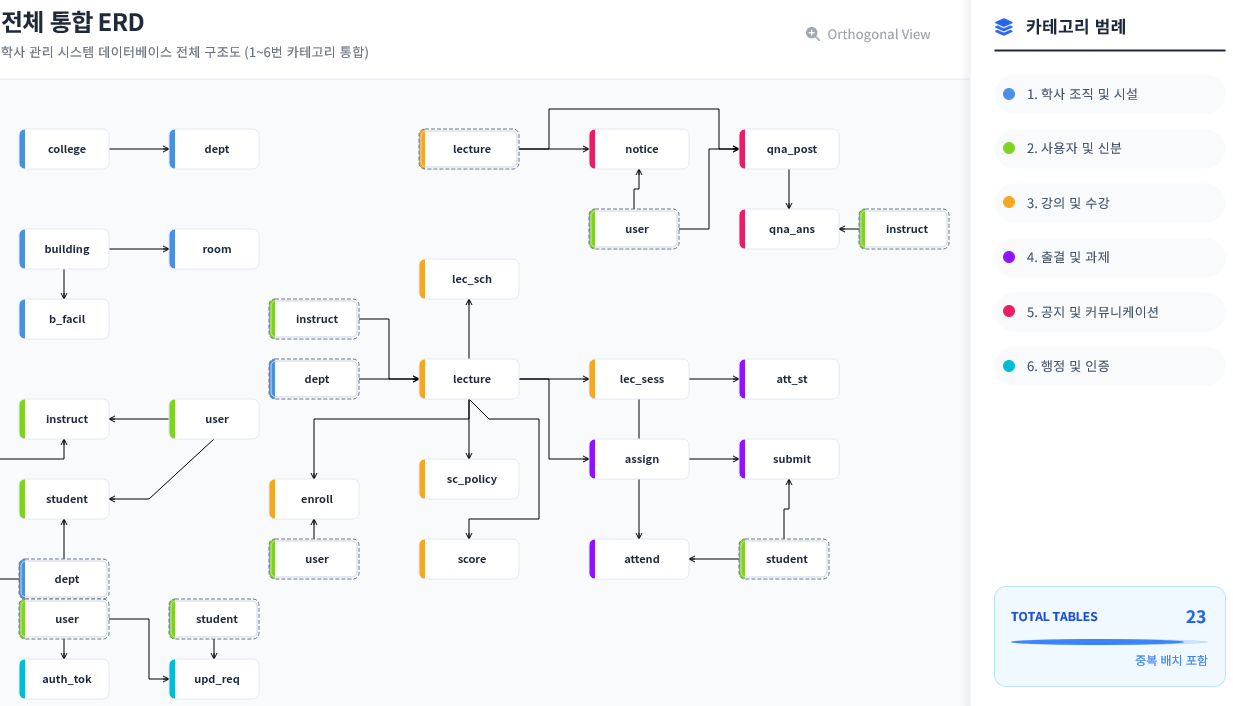 전체 통합 ERD
학사 관리 시스템 데이터베이스 전체 구조도 (1~6번 카테고리 통합)
Orthogonal View
college
dept
lecture
notice
qna_post
user
qna_ans
instruct
building
room
lec_sch
b_facil
instruct
dept
lecture
lec_sess
att_st
instruct
user
assign
submit
student
enroll
sc_policy
dept
user
score
attend
student
user
student
auth_tok
upd_req
카테고리 범례
1. 학사 조직 및 시설
2. 사용자 및 신분
3. 강의 및 수강
4. 출결 및 과제
5. 공지 및 커뮤니케이션
6. 행정 및 인증
TOTAL TABLES
23
중복 배치 포함